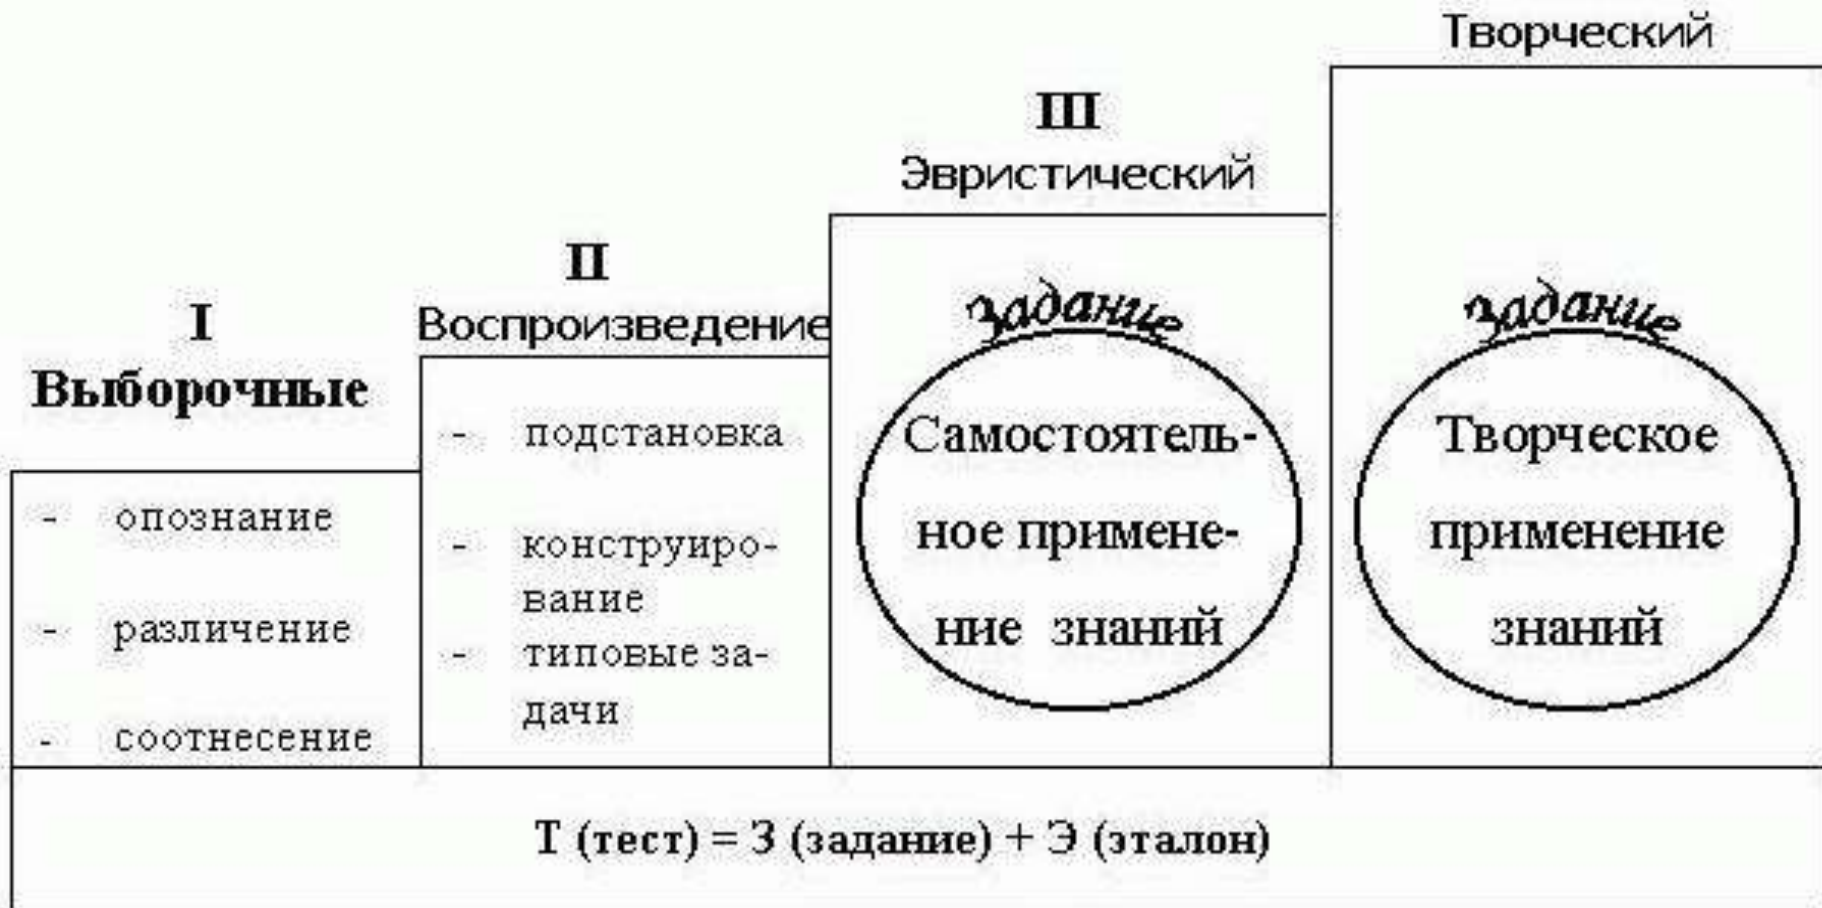 I
Выборочные
- опознание
- различение
- соотнесение
II
Воспроизведение
- подстановка
- конструиро-
вание
- типовые за-
дачи
III
Эвристический
задание
Самостоятель-
ное примене-
ние знаний
Творческий
задание
Творческое
применение
знаний
Т (тест) = З (задание) + Э (эталон)